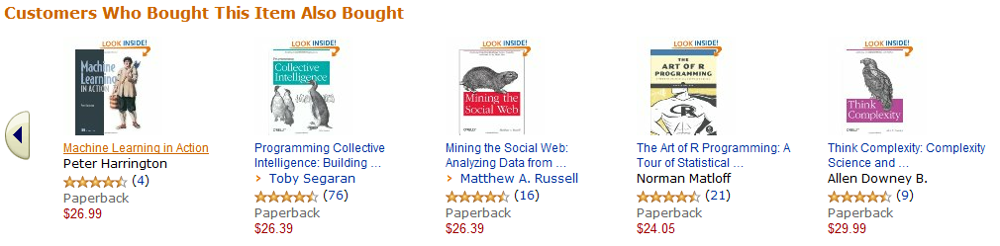 Customers Who Bought This Item Also Bought
LOOK INSIDE!
Machine
Learning
IN ACTION
Machine Learning in Action
Peter Harrington
(4)
Paperback
$26.99
LOOK INSIDE!
Collective
Intelligence
O'REILLY
Programming Collective
Intelligence: Building ...
› Toby Segaran
(76)
Paperback
$26.39
LOOK INSIDE!
Mining the
Social Web
O'REILLY
Mining the Social Web:
Analyzing Data from ...
› Matthew A. Russell
(16)
Paperback
$26.39
LOOK INSIDE!
THE ART OF R
PROGRAMMING
R
The Art of R Programming: A
Tour of Statistical ...
Norman Matloff
(21)
Paperback
$24.05
LOOK INSIDE!
Think
Complexity
O'REILLY
Think Complexity: Complexity
Science and ...
Allen Downey B.
(9)
Paperback
$29.99